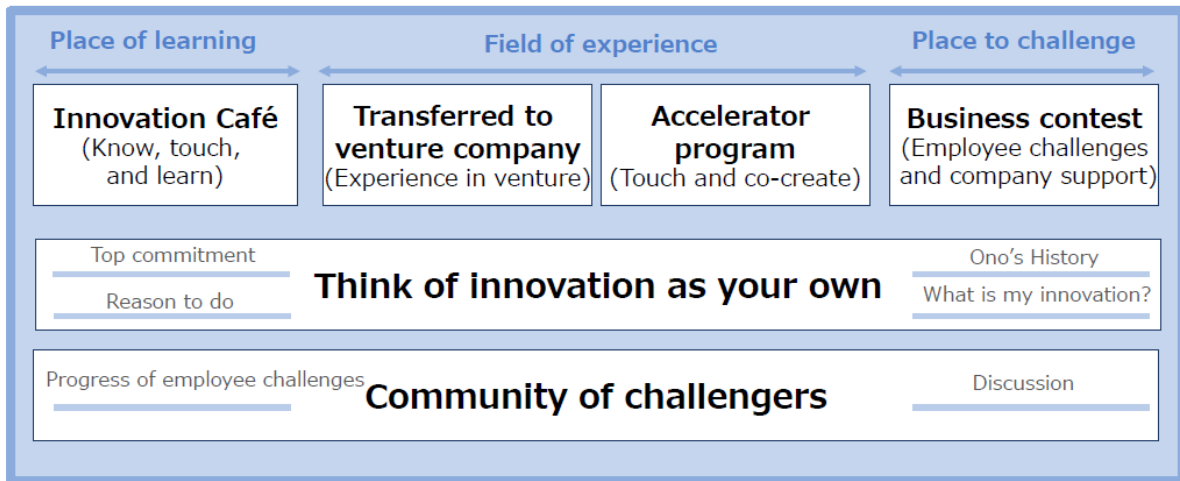 Place of learning
Field of experience
Place to challenge
Innovation Café
(Know, touch,
and learn)
Transferred to
venture company
(Experience in venture)
Accelerator
program
(Touch and co-create)
Business contest
(Employee challenges
and company support)
Top commitment
Reason to do
Think of innovation as your own
Ono’s History
What is my innovation?
Progress of employee challenges
Community of challengers
Discussion